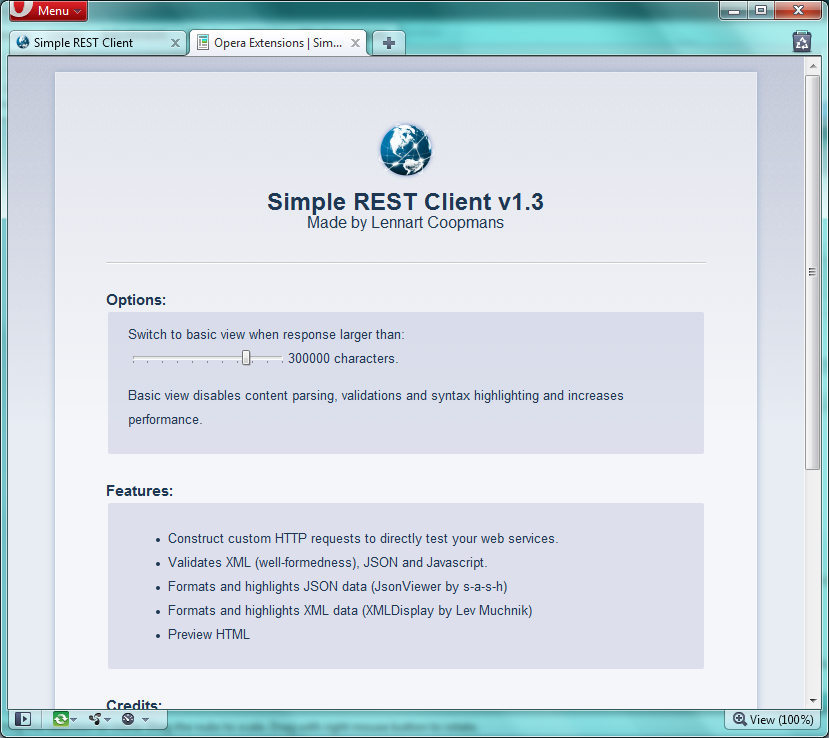 Menu
Simple REST Client
Opera Extensions | Sim...
Simple REST Client v1.3
Made by Lennart Coopmans
Options:
Switch to basic view when response larger than:
300000 characters.
Basic view disables content parsing, validations and syntax highlighting and increases
performance.
Features:
Construct custom HTTP requests to directly test your web services.
Validates XML (well-formedness), JSON and Javascript.
Formats and highlights JSON data (JsonViewer by s-a-s-h)
Formats and highlights XML data (XMLDisplay by Lev Muchnik)
Preview HTML
Credits:
View (100%)